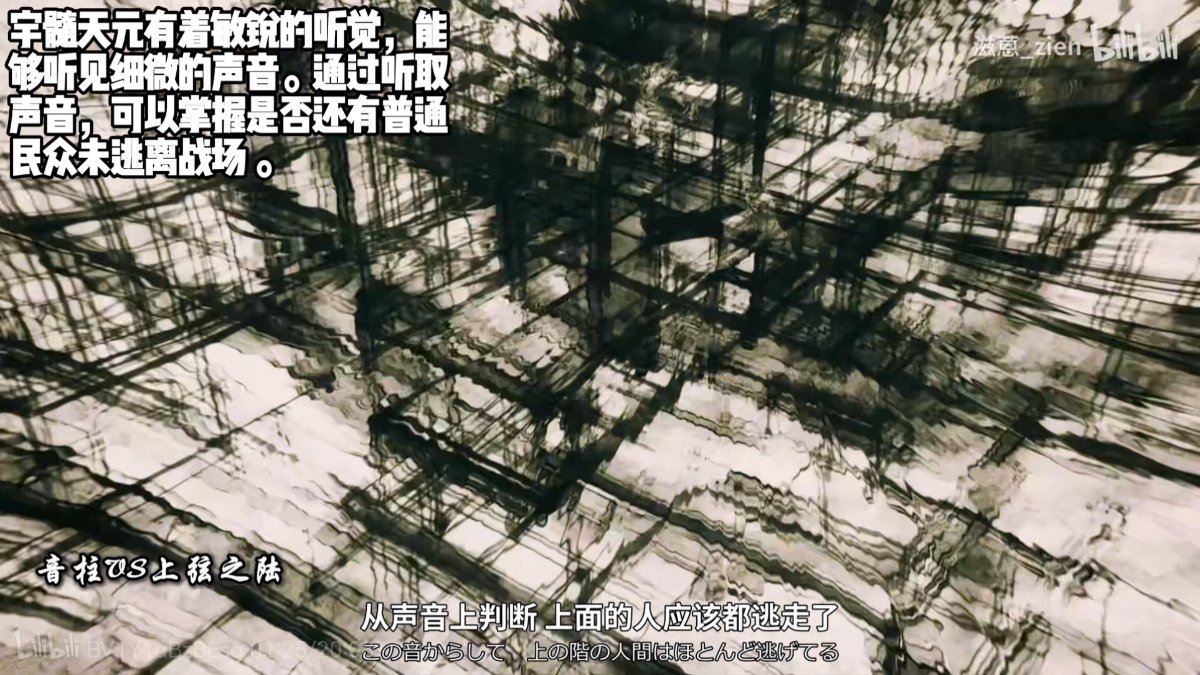 宇髓天元有着敏锐的听觉，能
够听见细微的声音。通过听取
声音，可以掌握是否还有普通
民众未逃离战场 。
滋蒽_zien bilibili
音柱VS上弦之陆
从声音上判断 上面的人应该都逃走了
この音からして 上の階の人間はほとんど逃げてる
bilibili